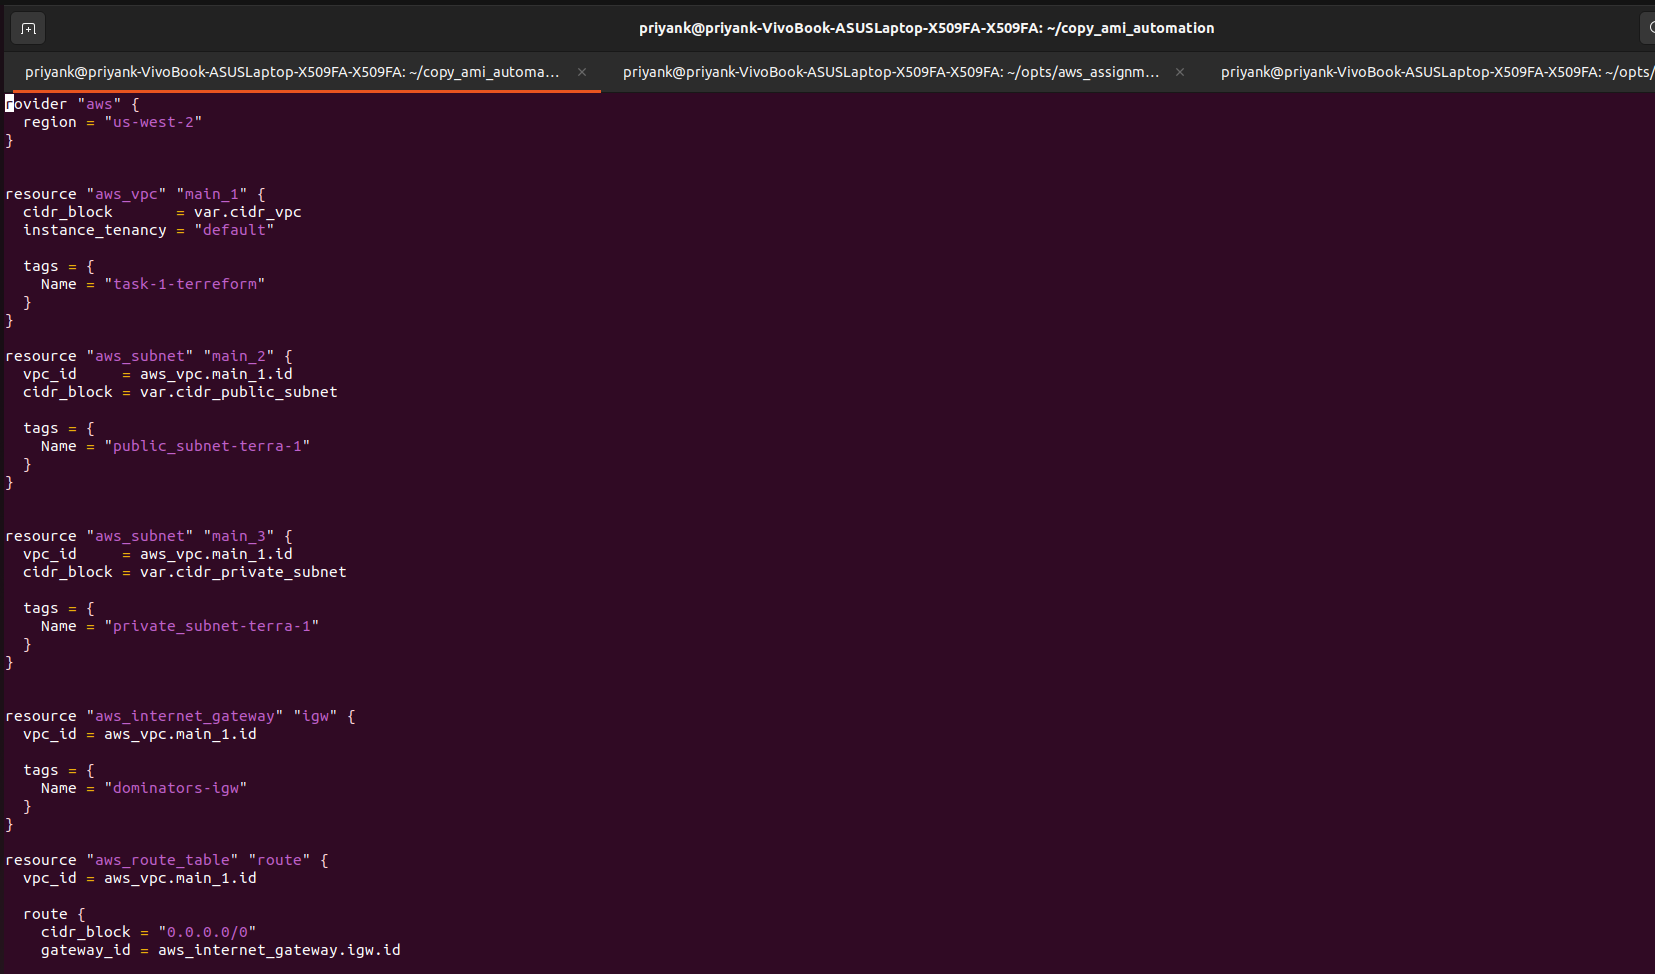 priyank@priyank-VivoBook-ASUSLaptop-X509FA-X509FA: ~/copy_ami_automation
priyank@priyank-VivoBook-ASUSLaptop-X509FA-X509FA: ~/copy_ami_automa... × priyank@priyank-VivoBook-ASUSLaptop-X509FA-X509FA: ~/opts/aws_assignm... × priyank@priyank-VivoBook-ASUSLaptop-X509FA-X509FA: ~/opts/
rovider "aws" {
  region = "us-west-2"
}
resource "aws_vpc" "main_1" {
  cidr_block       = var.cidr_vpc
  instance_tenancy = "default"
  tags = {
    Name = "task-1-terreform"
  }
}
resource "aws_subnet" "main_2" {
  vpc_id     = aws_vpc.main_1.id
  cidr_block = var.cidr_public_subnet
  tags = {
    Name = "public_subnet-terra-1"
  }
}
resource "aws_subnet" "main_3" {
  vpc_id     = aws_vpc.main_1.id
  cidr_block = var.cidr_private_subnet
  tags = {
    Name = "private_subnet-terra-1"
  }
}
resource "aws_internet_gateway" "igw" {
  vpc_id = aws_vpc.main_1.id
  tags = {
    Name = "dominators-igw"
  }
}
resource "aws_route_table" "route" {
  vpc_id = aws_vpc.main_1.id
  route {
    cidr_block = "0.0.0.0/0"
    gateway_id = aws_internet_gateway.igw.id